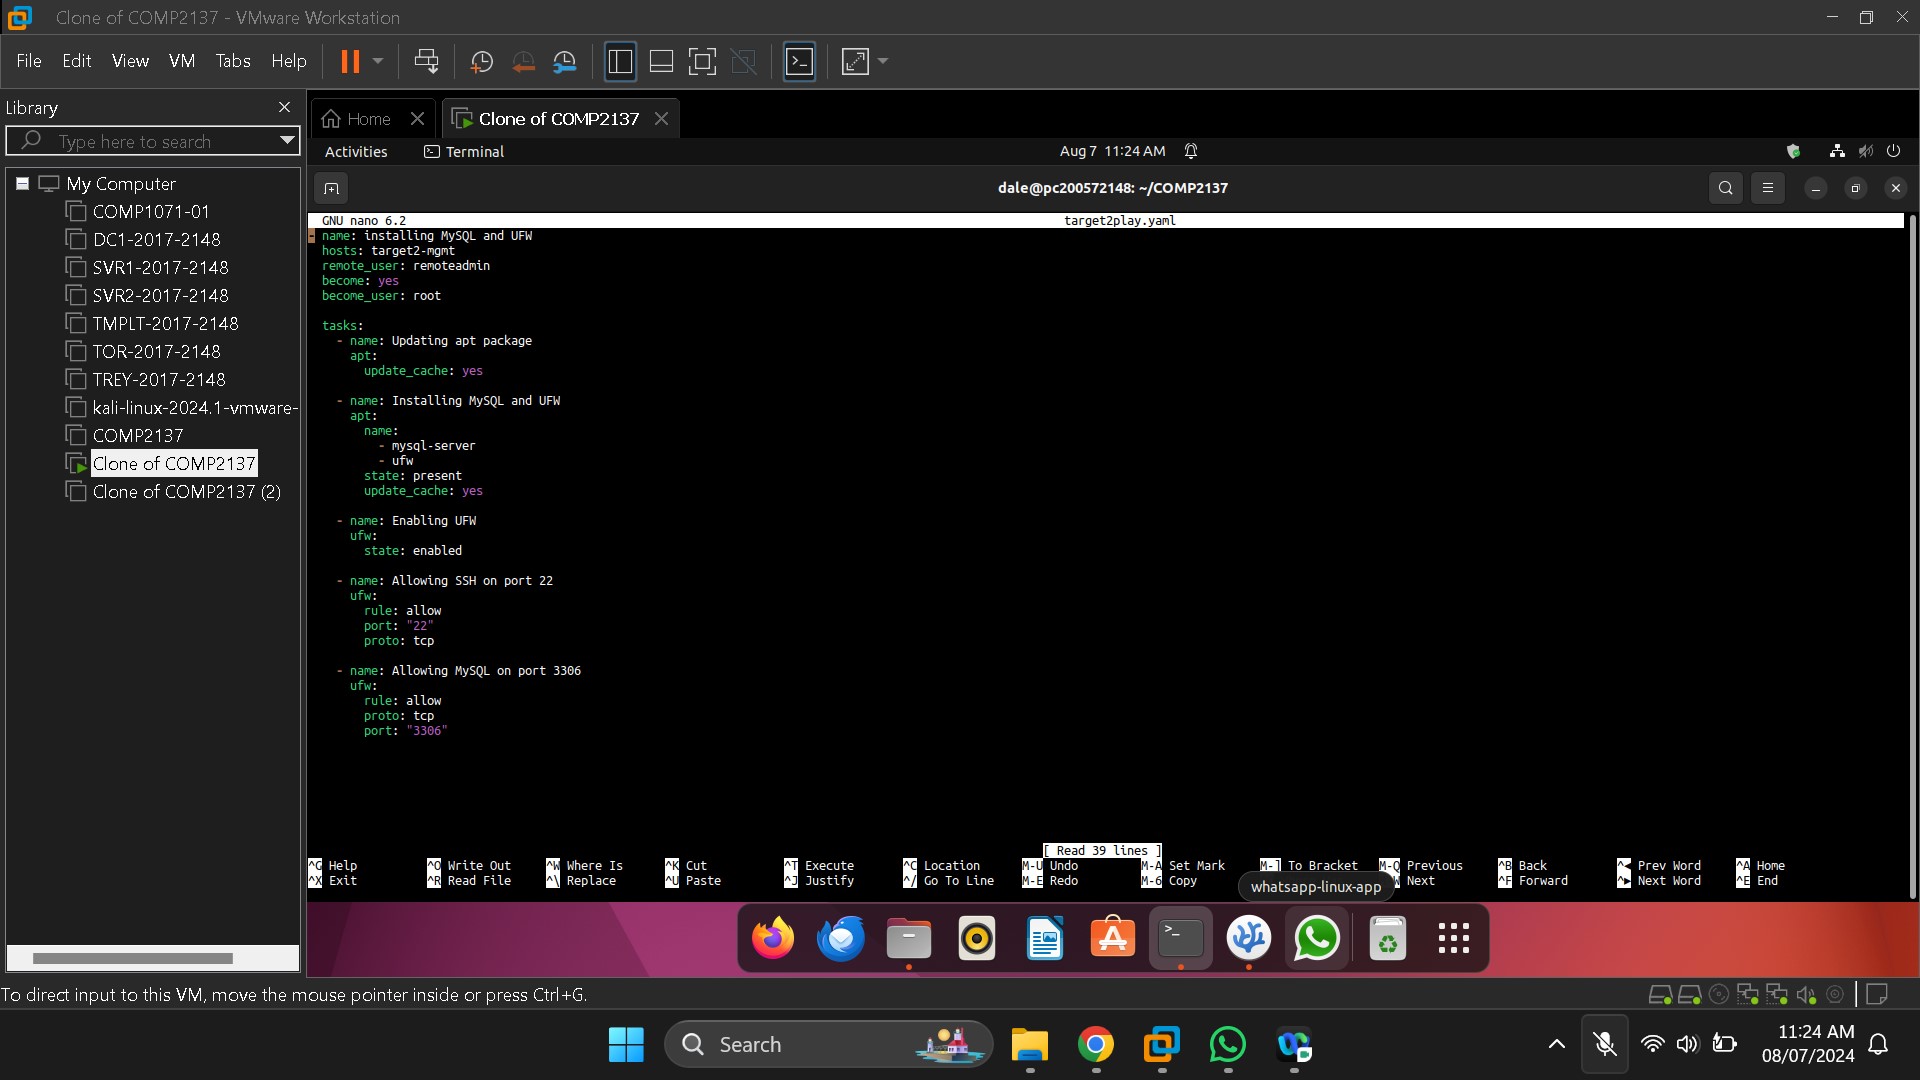 Clone of COMP2137 - VMware Workstation
File Edit View VM Tabs Help
Library
Type here to search
My Computer
COMP1071-01
DC1-2017-2148
SVR1-2017-2148
SVR2-2017-2148
TMPLT-2017-2148
TOR-2017-2148
TREY-2017-2148
kali-linux-2024.1-vmware-
COMP2137
Clone of COMP2137
Clone of COMP2137 (2)
Home Clone of COMP2137
Activities Terminal Aug 7 11:24 AM
dale@pc200572148: ~/COMP2137
GNU nano 6.2 target2play.yaml
- name: installing MySQL and UFW
  hosts: target2-mgmt
  remote_user: remoteadmin
  become: yes
  become_user: root
  tasks:
    - name: Updating apt package
      apt:
        update_cache: yes
    - name: Installing MySQL and UFW
      apt:
        name:
          - mysql-server
          - ufw
        state: present
        update_cache: yes
    - name: Enabling UFW
      ufw:
        state: enabled
    - name: Allowing SSH on port 22
      ufw:
        rule: allow
        port: "22"
        proto: tcp
    - name: Allowing MySQL on port 3306
      ufw:
        rule: allow
        proto: tcp
        port: "3306"
[ Read 39 lines ]
^G Help ^O Write Out ^W Where Is ^K Cut ^T Execute ^C Location M-U Undo M-A Set Mark M-] To Bracket M-Q Previous ^B Back ^◂ Prev Word ^A Home
^X Exit ^R Read File ^\ Replace ^U Paste ^J Justify ^/ Go To Line M-E Redo M-6 Copy Next ^F Forward ^▸ Next Word ^E End
whatsapp-linux-app
To direct input to this VM, move the mouse pointer inside or press Ctrl+G.
Search
11:24 AM
08/07/2024